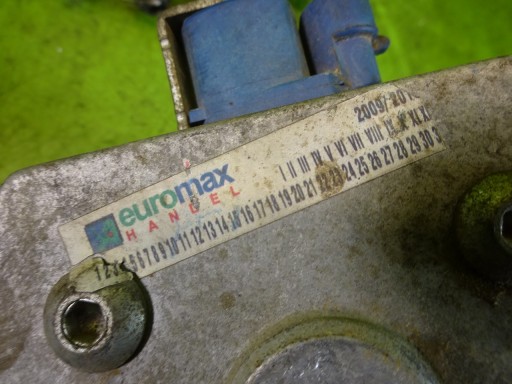 2009/201
euromax I II III IV V VI VII VIII IX X XI X
HANDEL
1 2 3 4 5 6 7 8 9 10 11 12 13 14 15 16 17 18 19 20 21 22 23 24 25 26 27 28 29 30 3